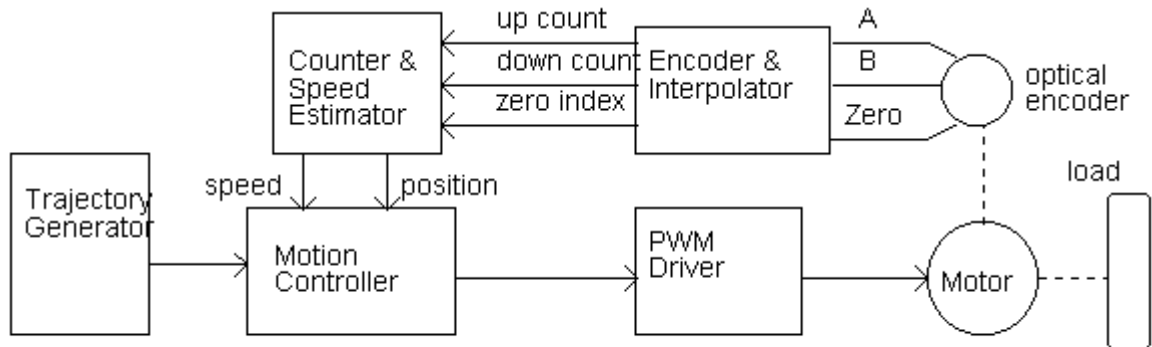 up count
A
Counter &
Speed
Estimator
down count
Encoder &
Interpolator
B
optical
encoder
zero index
Zero
speed
position
load
Trajectory
Generator
Motion
Controller
PWM
Driver
Motor